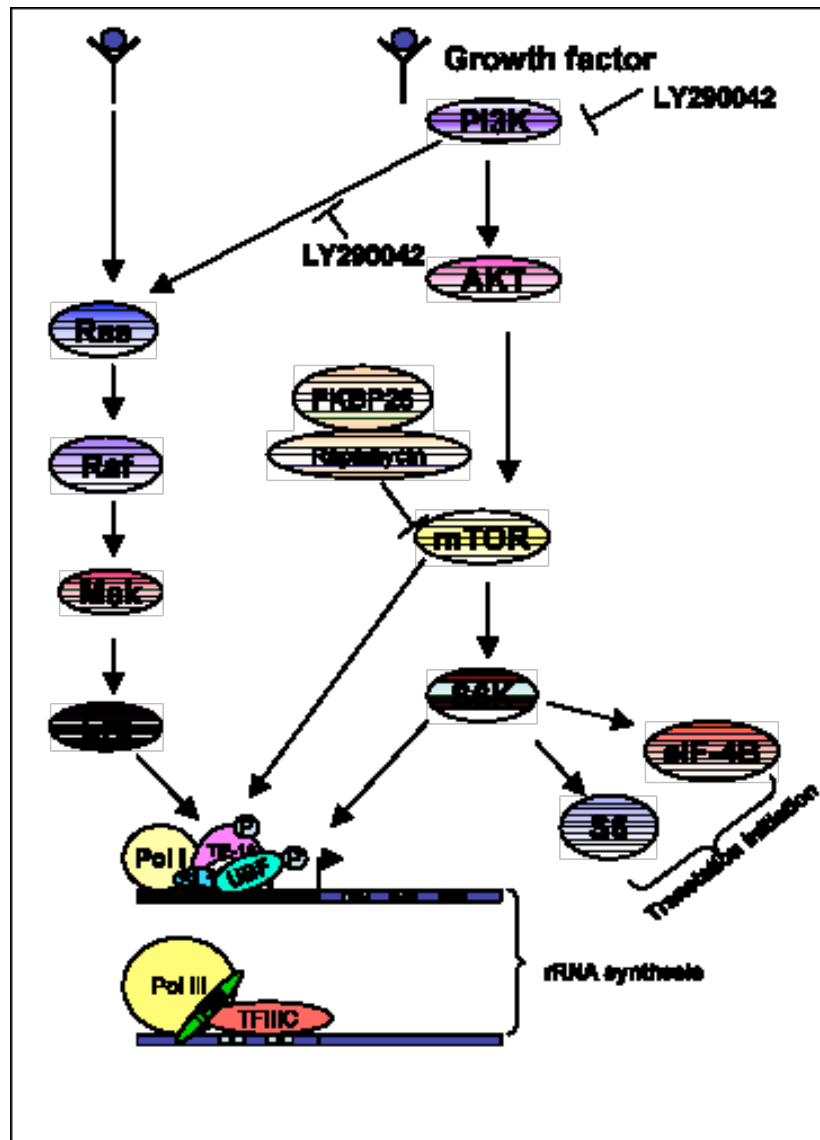 Growth factor
LY290042
PI3K
LY290042
AKT
Ras
FKBP25
Rapamycin
Raf
mTOR
Mek
S6K
eIF-4B
S6
Translation Initiation
P
Pol I
P
UBF
rRNA synthesis
Pol III
TFIIIC